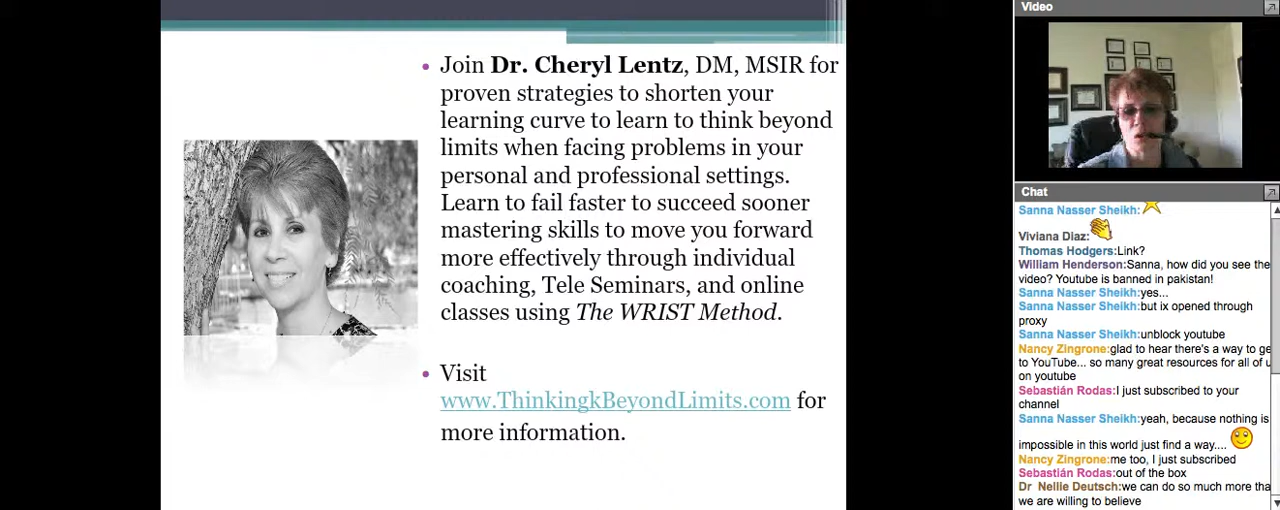 Join Dr. Cheryl Lentz, DM, MSIR for
proven strategies to shorten your
learning curve to learn to think beyond
limits when facing problems in your
personal and professional settings.
Learn to fail faster to succeed sooner
mastering skills to move you forward
more effectively through individual
coaching, Tele Seminars, and online
classes using The WRIST Method.
Visit
www.ThinkingkBeyondLimits.com for
more information.
Video
Chat
Sanna Nasser Sheikh:
Viviana Diaz:
Thomas Hodgers:Link?
William Henderson:Sanna, how did you see the
video? Youtube is banned in pakistan!
Sanna Nasser Sheikh:yes...
Sanna Nasser Sheikh:but ix opened through
proxy
Sanna Nasser Sheikh:unblock youtube
Nancy Zingrone:glad to hear there's a way to ge
to YouTube... so many great resources for all of u
on youtube
Sebastián Rodas:I just subscribed to your
channel
Sanna Nasser Sheikh:yeah, because nothing is
impossible in this world just find a way....
Nancy Zingrone:me too, I just subscribed
Sebastián Rodas:out of the box
Dr Nellie Deutsch:we can do so much more tha
we are willing to believe